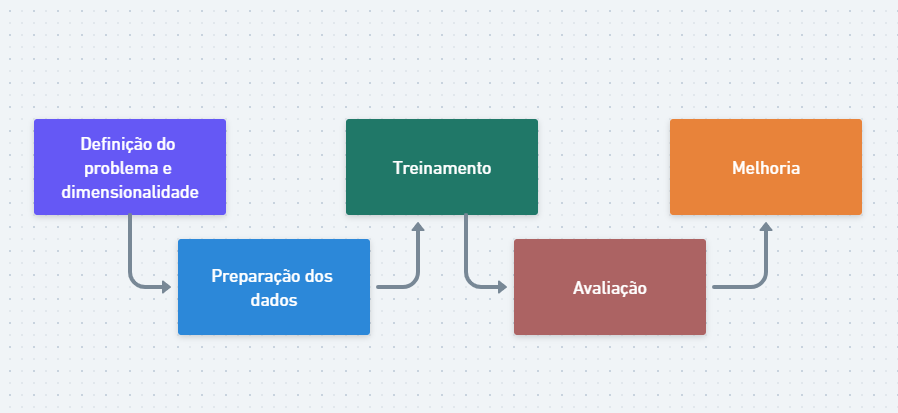 Definição do
problema e
dimensionalidade
Preparação dos
dados
Treinamento
Avaliação
Melhoria